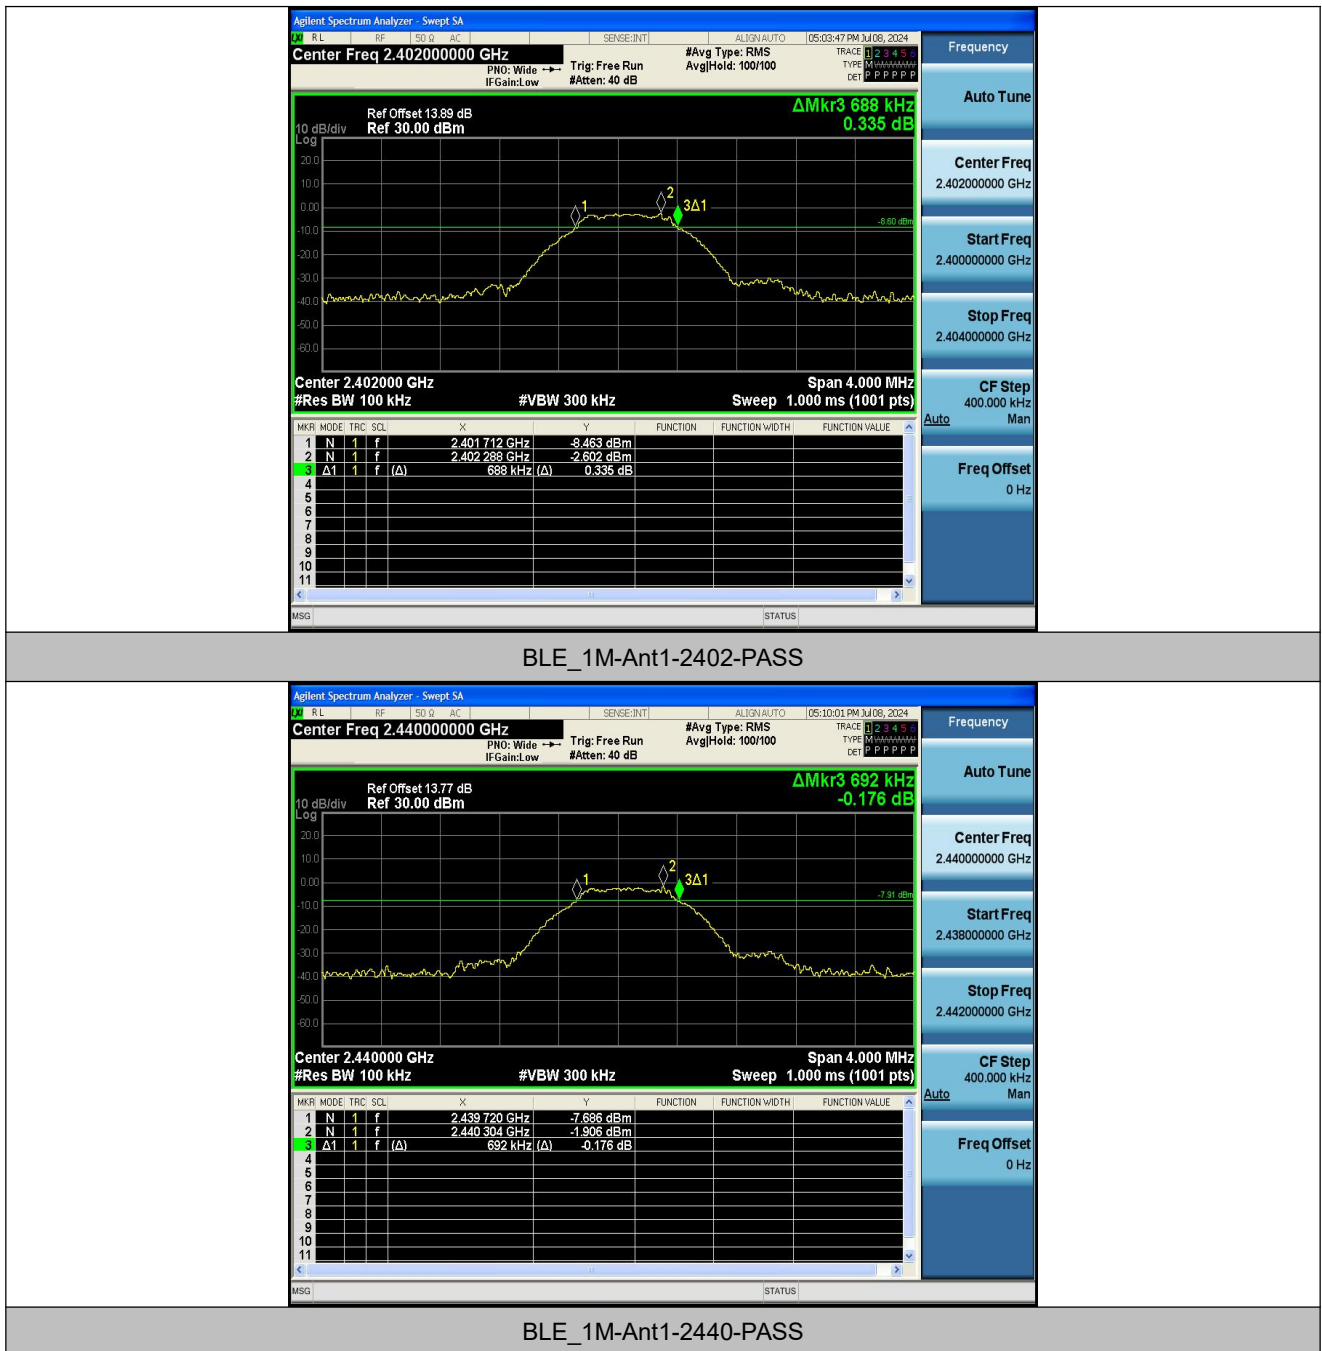 Agilent Spectrum Analyzer - Swept SA
LXI RL RF 50 Ω AC SENSE:INT ALIGN AUTO 05:03:47 PM Jul 08, 2024
Center Freq 2.402000000 GHz
PNO: Wide
IFGain:Low
Trig: Free Run
#Atten: 40 dB
#Avg Type: RMS
Avg|Hold: 100/100
TRACE 1 2 3 4 5 6
TYPE M
DET P P P P P P
Frequency
Auto Tune
Center Freq
2.402000000 GHz
Start Freq
2.400000000 GHz
Stop Freq
2.404000000 GHz
CF Step
400.000 kHz
Auto Man
Freq Offset
0 Hz
ΔMkr3 688 kHz
0.335 dB
Ref Offset 13.89 dB
10 dB/div Ref 30.00 dBm
Log
20.0
10.0
0.00
-10.0
-20.0
-30.0
-40.0
-50.0
-60.0
1
2
3Δ1
-8.60 dBm
Center 2.402000 GHz Span 4.000 MHz
#Res BW 100 kHz #VBW 300 kHz Sweep 1.000 ms (1001 pts)
MKR MODE TRC SCL X Y FUNCTION FUNCTION WIDTH FUNCTION VALUE
1 N 1 f 2.401 712 GHz -8.463 dBm
2 N 1 f 2.402 288 GHz -2.602 dBm
3 Δ1 1 f (Δ) 688 kHz (Δ) 0.335 dB
4
5
6
7
8
9
10
11
MSG STATUS
BLE_1M-Ant1-2402-PASS
Agilent Spectrum Analyzer - Swept SA
LXI RL RF 50 Ω AC SENSE:INT ALIGN AUTO 05:10:01 PM Jul 08, 2024
Center Freq 2.440000000 GHz
PNO: Wide
IFGain:Low
Trig: Free Run
#Atten: 40 dB
#Avg Type: RMS
Avg|Hold: 100/100
TRACE 1 2 3 4 5 6
TYPE M
DET P P P P P P
Frequency
Auto Tune
Center Freq
2.440000000 GHz
Start Freq
2.438000000 GHz
Stop Freq
2.442000000 GHz
CF Step
400.000 kHz
Auto Man
Freq Offset
0 Hz
ΔMkr3 692 kHz
-0.176 dB
Ref Offset 13.77 dB
10 dB/div Ref 30.00 dBm
Log
20.0
10.0
0.00
-10.0
-20.0
-30.0
-40.0
-50.0
-60.0
1
2
3Δ1
-7.91 dBm
Center 2.440000 GHz Span 4.000 MHz
#Res BW 100 kHz #VBW 300 kHz Sweep 1.000 ms (1001 pts)
MKR MODE TRC SCL X Y FUNCTION FUNCTION WIDTH FUNCTION VALUE
1 N 1 f 2.439 720 GHz -7.686 dBm
2 N 1 f 2.440 304 GHz -1.906 dBm
3 Δ1 1 f (Δ) 692 kHz (Δ) -0.176 dB
4
5
6
7
8
9
10
11
MSG STATUS
BLE_1M-Ant1-2440-PASS